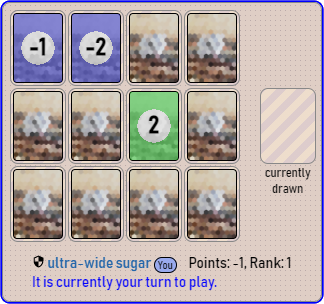 -1 -2
2
currently
drawn
ultra-wide sugar You Points: -1, Rank: 1
It is currently your turn to play.